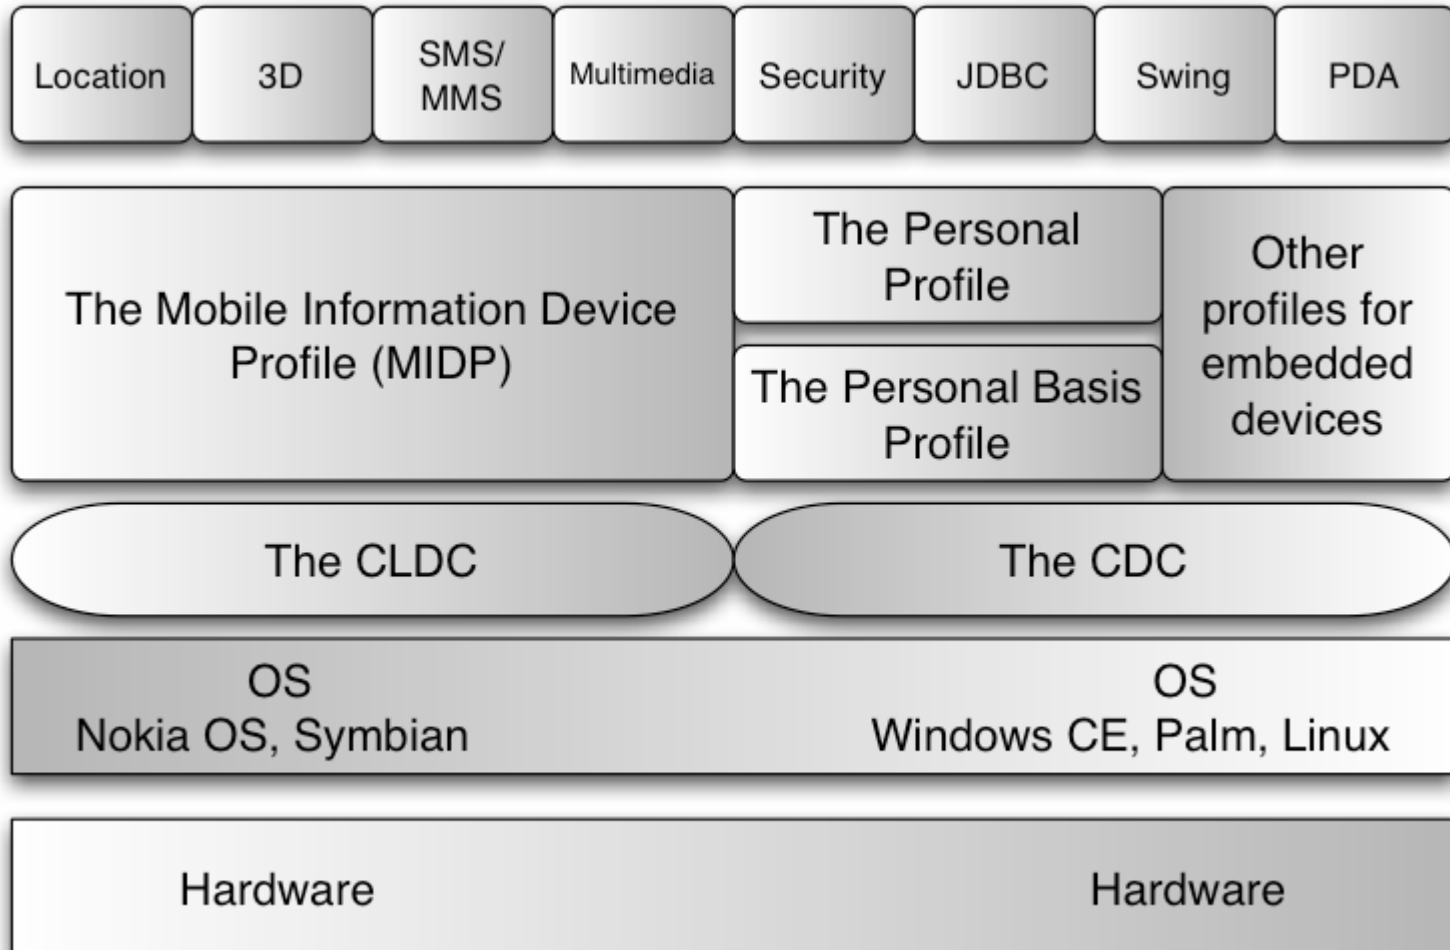 Location
3D
SMS/
MMS
Multimedia
Security
JDBC
Swing
PDA
The Mobile Information Device
Profile (MIDP)
The Personal
Profile
The Personal Basis
Profile
Other
profiles for
embedded
devices
The CLDC
The CDC
OS
Nokia OS, Symbian
OS
Windows CE, Palm, Linux
Hardware
Hardware